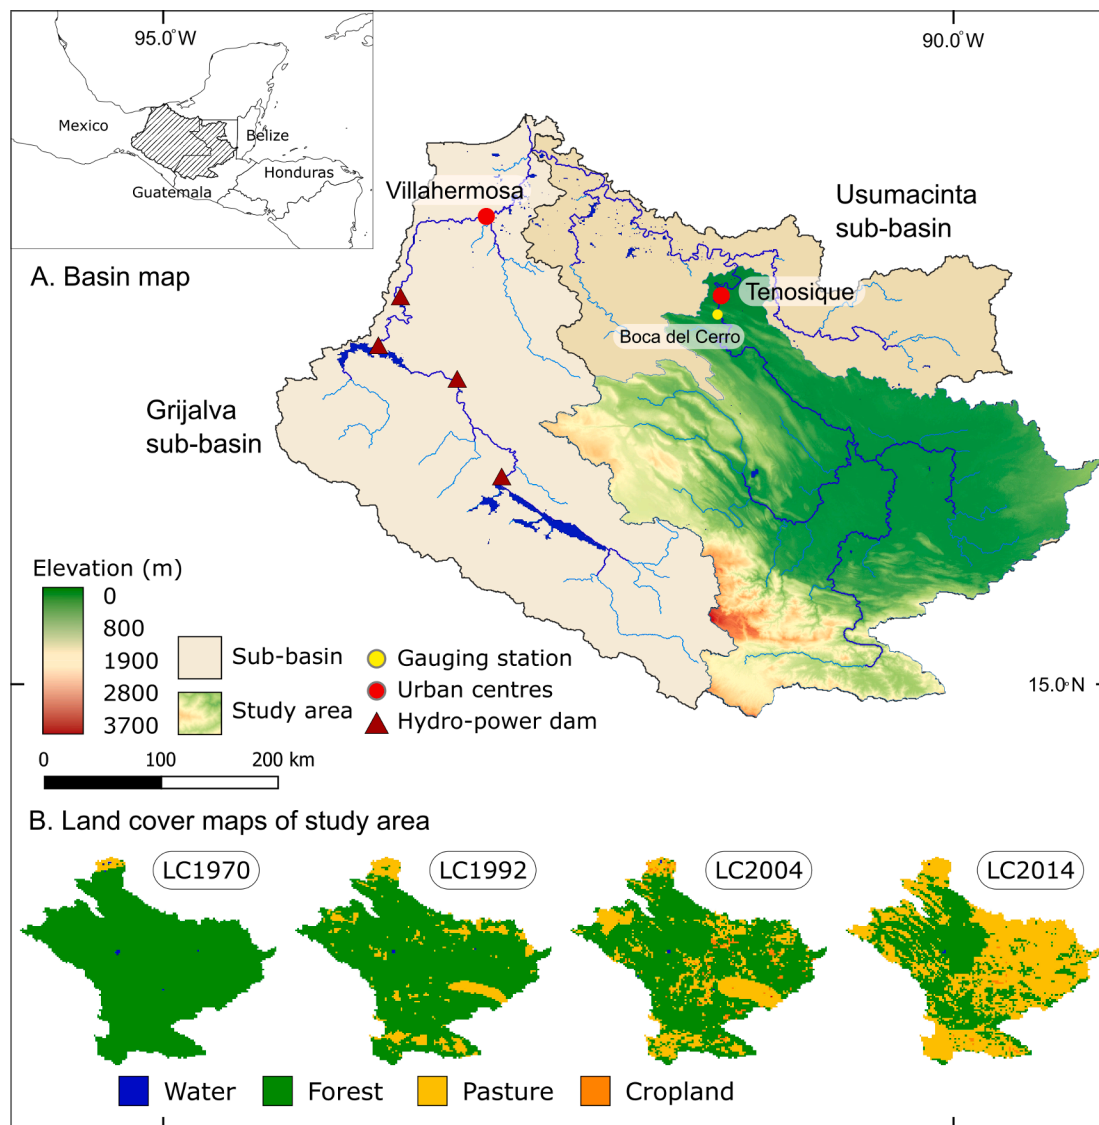 95.0°W
90.0°W
Mexico
Belize
Honduras
Guatemala
A. Basin map
Villahermosa
Usumacinta
sub-basin
Tenosique
Boca del Cerro
Grijalva
sub-basin
Elevation (m)
0
800
1900
2800
3700
Sub-basin
Study area
Gauging station
Urban centres
Hydro-power dam
15.0°N
0 100 200 km
B. Land cover maps of study area
LC1970
LC1992
LC2004
LC2014
Water
Forest
Pasture
Cropland